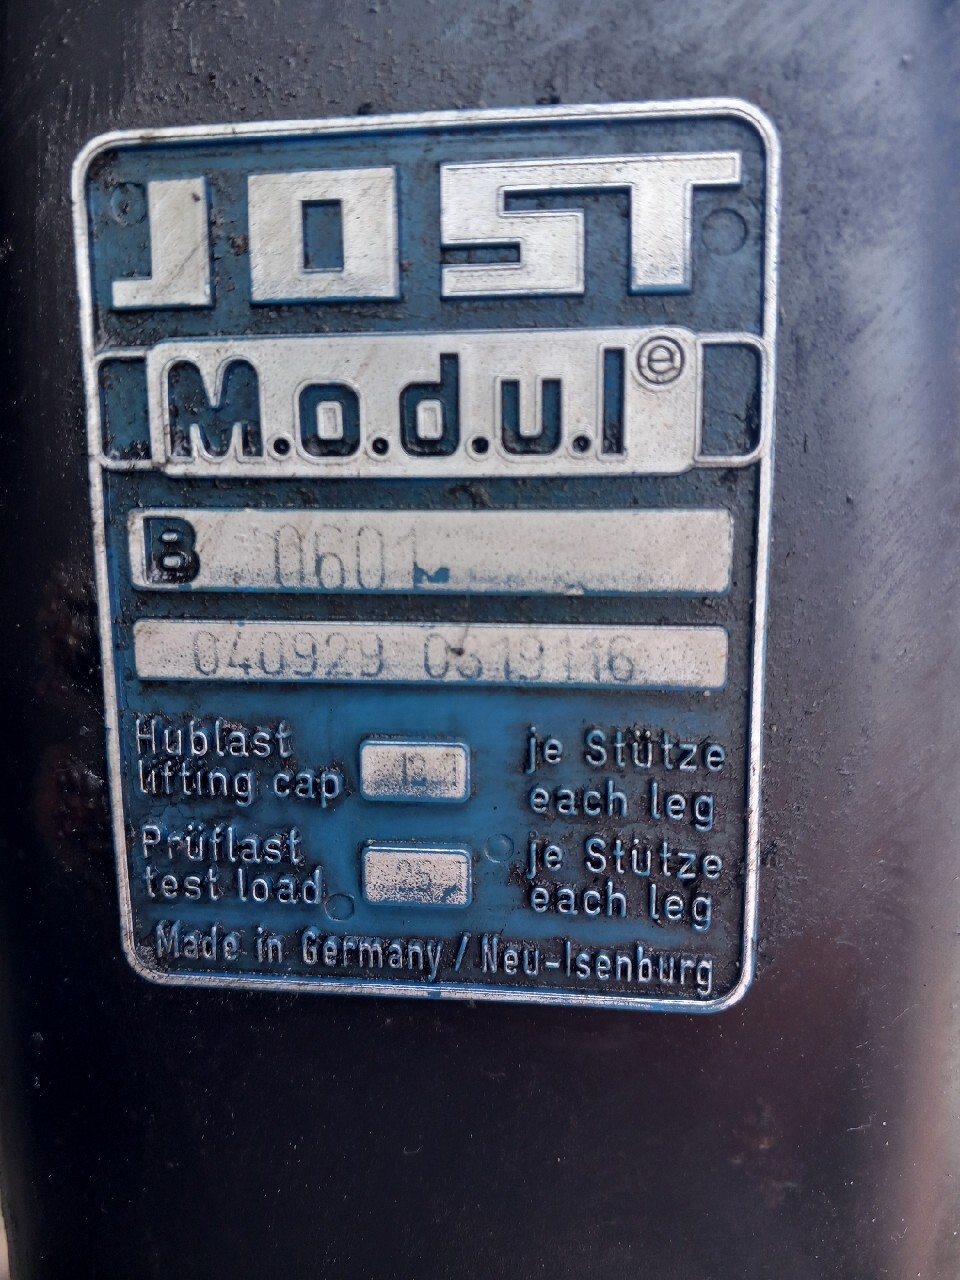 JOST
M.o.d.u.l ®
B 0601
040929 0619116
Hublast je Stütze
lifting cap each leg
Prüflast je Stütze
test load each leg
Made in Germany / Neu-Isenburg